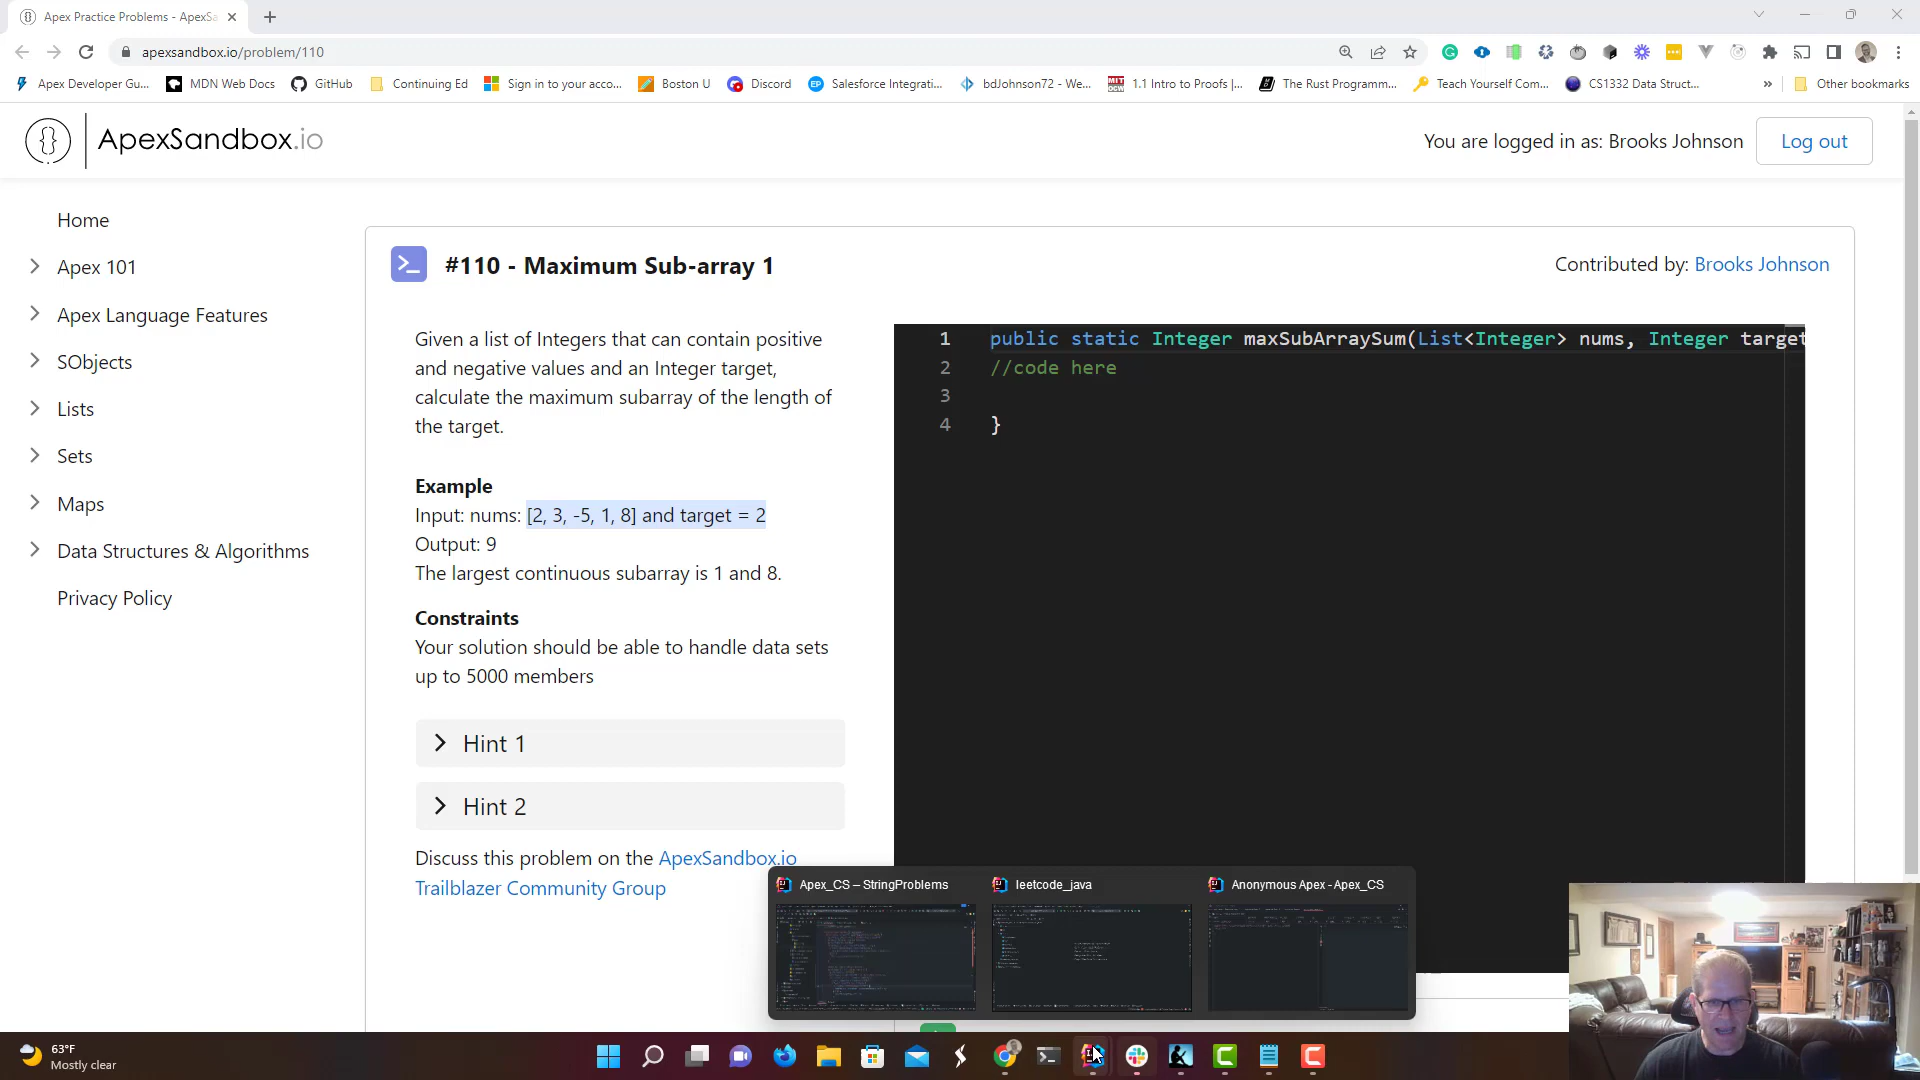 Apex Practice Problems - ApexSa
apexsandbox.io/problem/110
Apex Developer Gu...
MDN Web Docs
GitHub
Continuing Ed
Sign in to your acco...
Boston U
Discord
Salesforce Integrati...
bdJohnson72 - We...
1.1 Intro to Proofs |...
The Rust Programm...
Teach Yourself Com...
CS1332 Data Struct...
»
Other bookmarks
ApexSandbox.io
You are logged in as: Brooks Johnson
Log out
Home
Apex 101
Apex Language Features
SObjects
Lists
Sets
Maps
Data Structures & Algorithms
Privacy Policy
#110 - Maximum Sub-array 1
Contributed by: Brooks Johnson
Given a list of Integers that can contain positive
and negative values and an Integer target,
calculate the maximum subarray of the length of
the target.
Example
Input: nums: [2, 3, -5, 1, 8] and target = 2
Output: 9
The largest continuous subarray is 1 and 8.
Constraints
Your solution should be able to handle data sets
up to 5000 members
Hint 1
Hint 2
Discuss this problem on the ApexSandbox.io
Trailblazer Community Group
1 public static Integer maxSubArraySum(List<Integer> nums, Integer target
2 //code here
3
4 }
Apex_CS – StringProblems
leetcode_java
Anonymous Apex - Apex_CS
63°F
Mostly clear